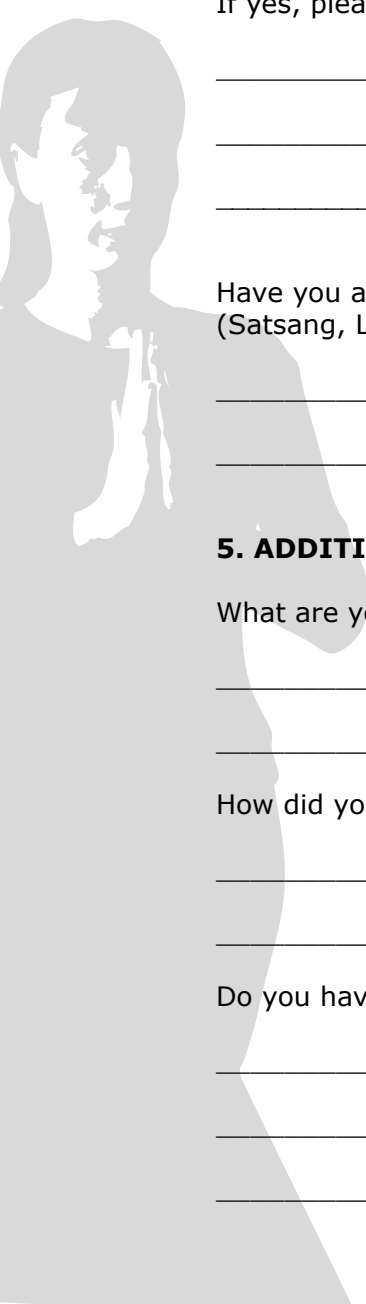 If yes, plea
Have you a
(Satsang, L
5. ADDITI
What are yo
How did yo
Do you hav